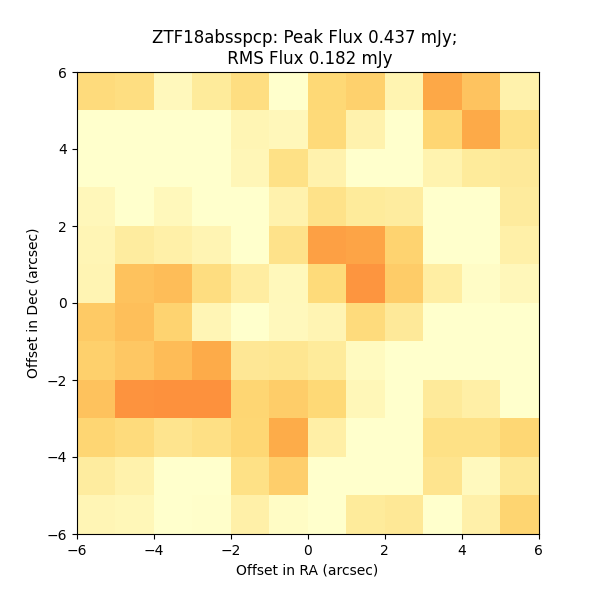 ZTF18absspcp: Peak Flux 0.437 mJy;
RMS Flux 0.182 mJy
6
4
2
0
−2
−4
−6
Offset in Dec (arcsec)
−6 −4 −2 0 2 4 6
Offset in RA (arcsec)